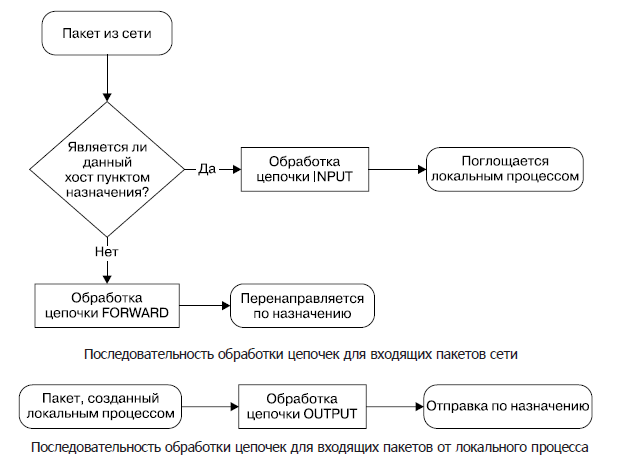 Пакет из сети
Является ли
данный
хост пунктом
назначения?
Да
Обработка
цепочки INPUT
Поглощается
локальным процессом
Нет
Обработка
цепочки FORWARD
Перенаправляется
по назначению
Последовательность обработки цепочек для входящих пакетов сети
Пакет, созданный
локальным процессом
Обработка
цепочки OUTPUT
Отправка по назначению
Последовательность обработки цепочек для входящих пакетов от локального процесса